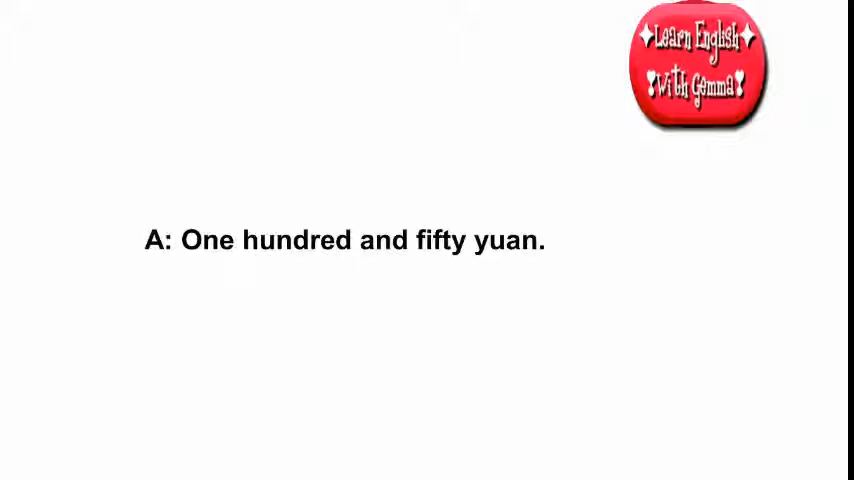 ✦Learn English✦
❣With Gemma❣
A: One hundred and fifty yuan.